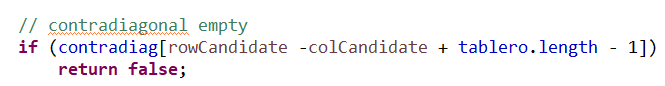 // contradiagonal empty
if (contradiag[rowCandidate -colCandidate + tablero.length - 1])
    return false;